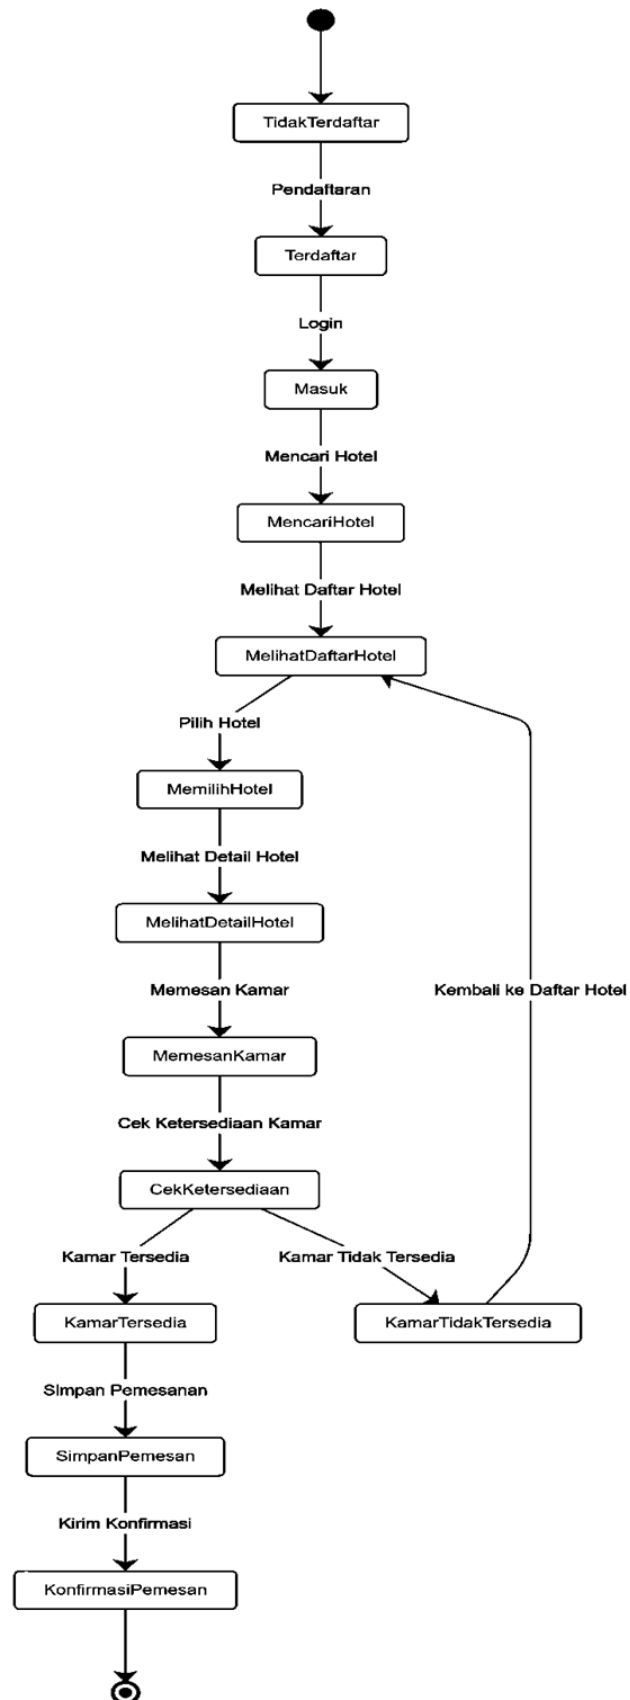 TidakTerdaftar
Pendaftaran
Terdaftar
Login
Masuk
Mencari Hotel
MencariHotel
Melihat Daftar Hotel
MelihatDaftarHotel
Pilih Hotel
MemilihHotel
Melihat Detail Hotel
MelihatDetailHotel
Memesan Kamar
Kembali ke Daftar Hotel
MemesanKamar
Cek Ketersediaan Kamar
CekKetersediaan
Kamar Tersedia
Kamar Tidak Tersedia
KamarTersedia
KamarTidakTersedia
SImpan Pemesanan
SimpanPemesan
Kirim Konfirmasi
KonfirmasiPemesan